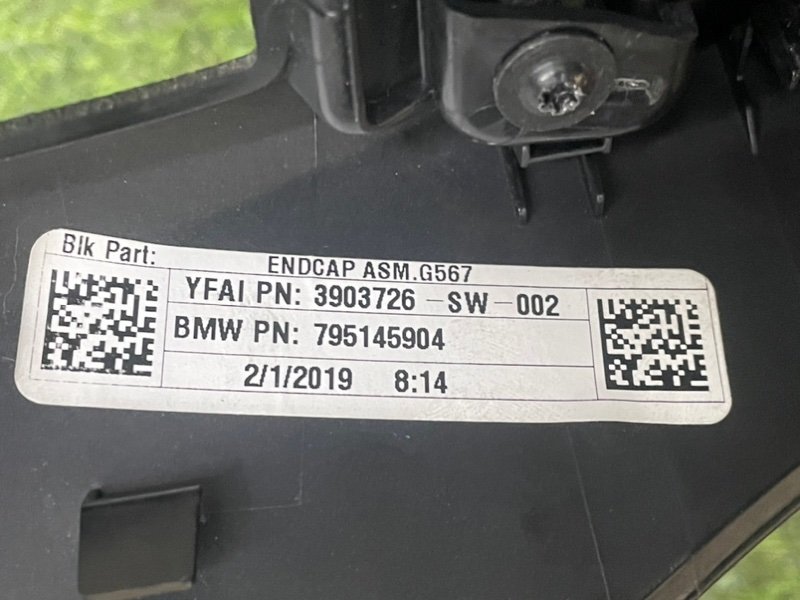 Blk Part:
ENDCAP ASM.G567
YFAI PN: 3903726-SW-002
BMW PN: 795145904
2/1/2019 8:14